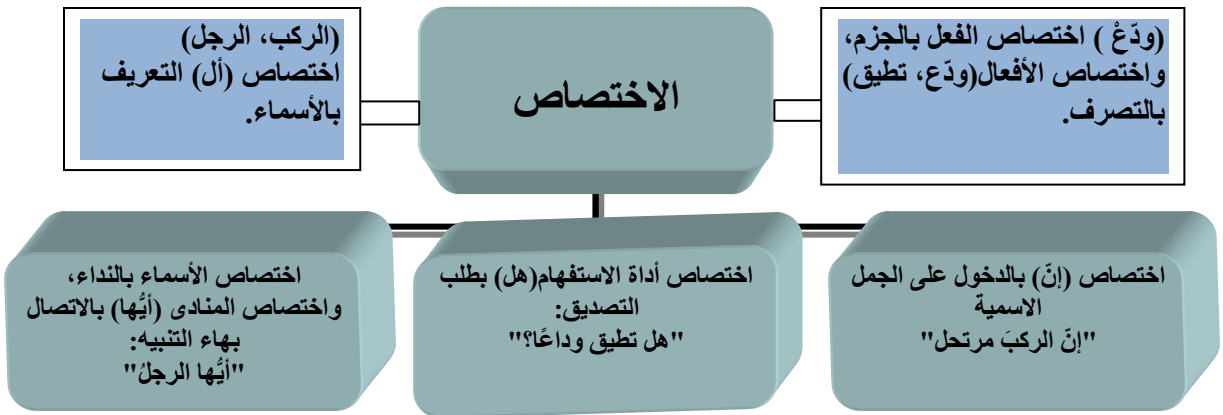 (ودّعْ ) اختصاص الفعل بالجزم،
واختصاص الأفعال(ودّع، تطيق)
بالتصرف.
الاختصاص
(الركب، الرجل)
اختصاص (أل) التعريف
بالأسماء.
اختصاص (إنّ) بالدخول على الجمل
الاسمية
"إنّ الركبَ مرتحل"
اختصاص أداة الاستفهام(هل) بطلب
التصديق:
"هل تطيق وداعًا؟"
اختصاص الأسماء بالنداء،
واختصاص المنادى (أيُّها) بالاتصال
بهاء التنبيه:
"أيُّها الرجلُ"